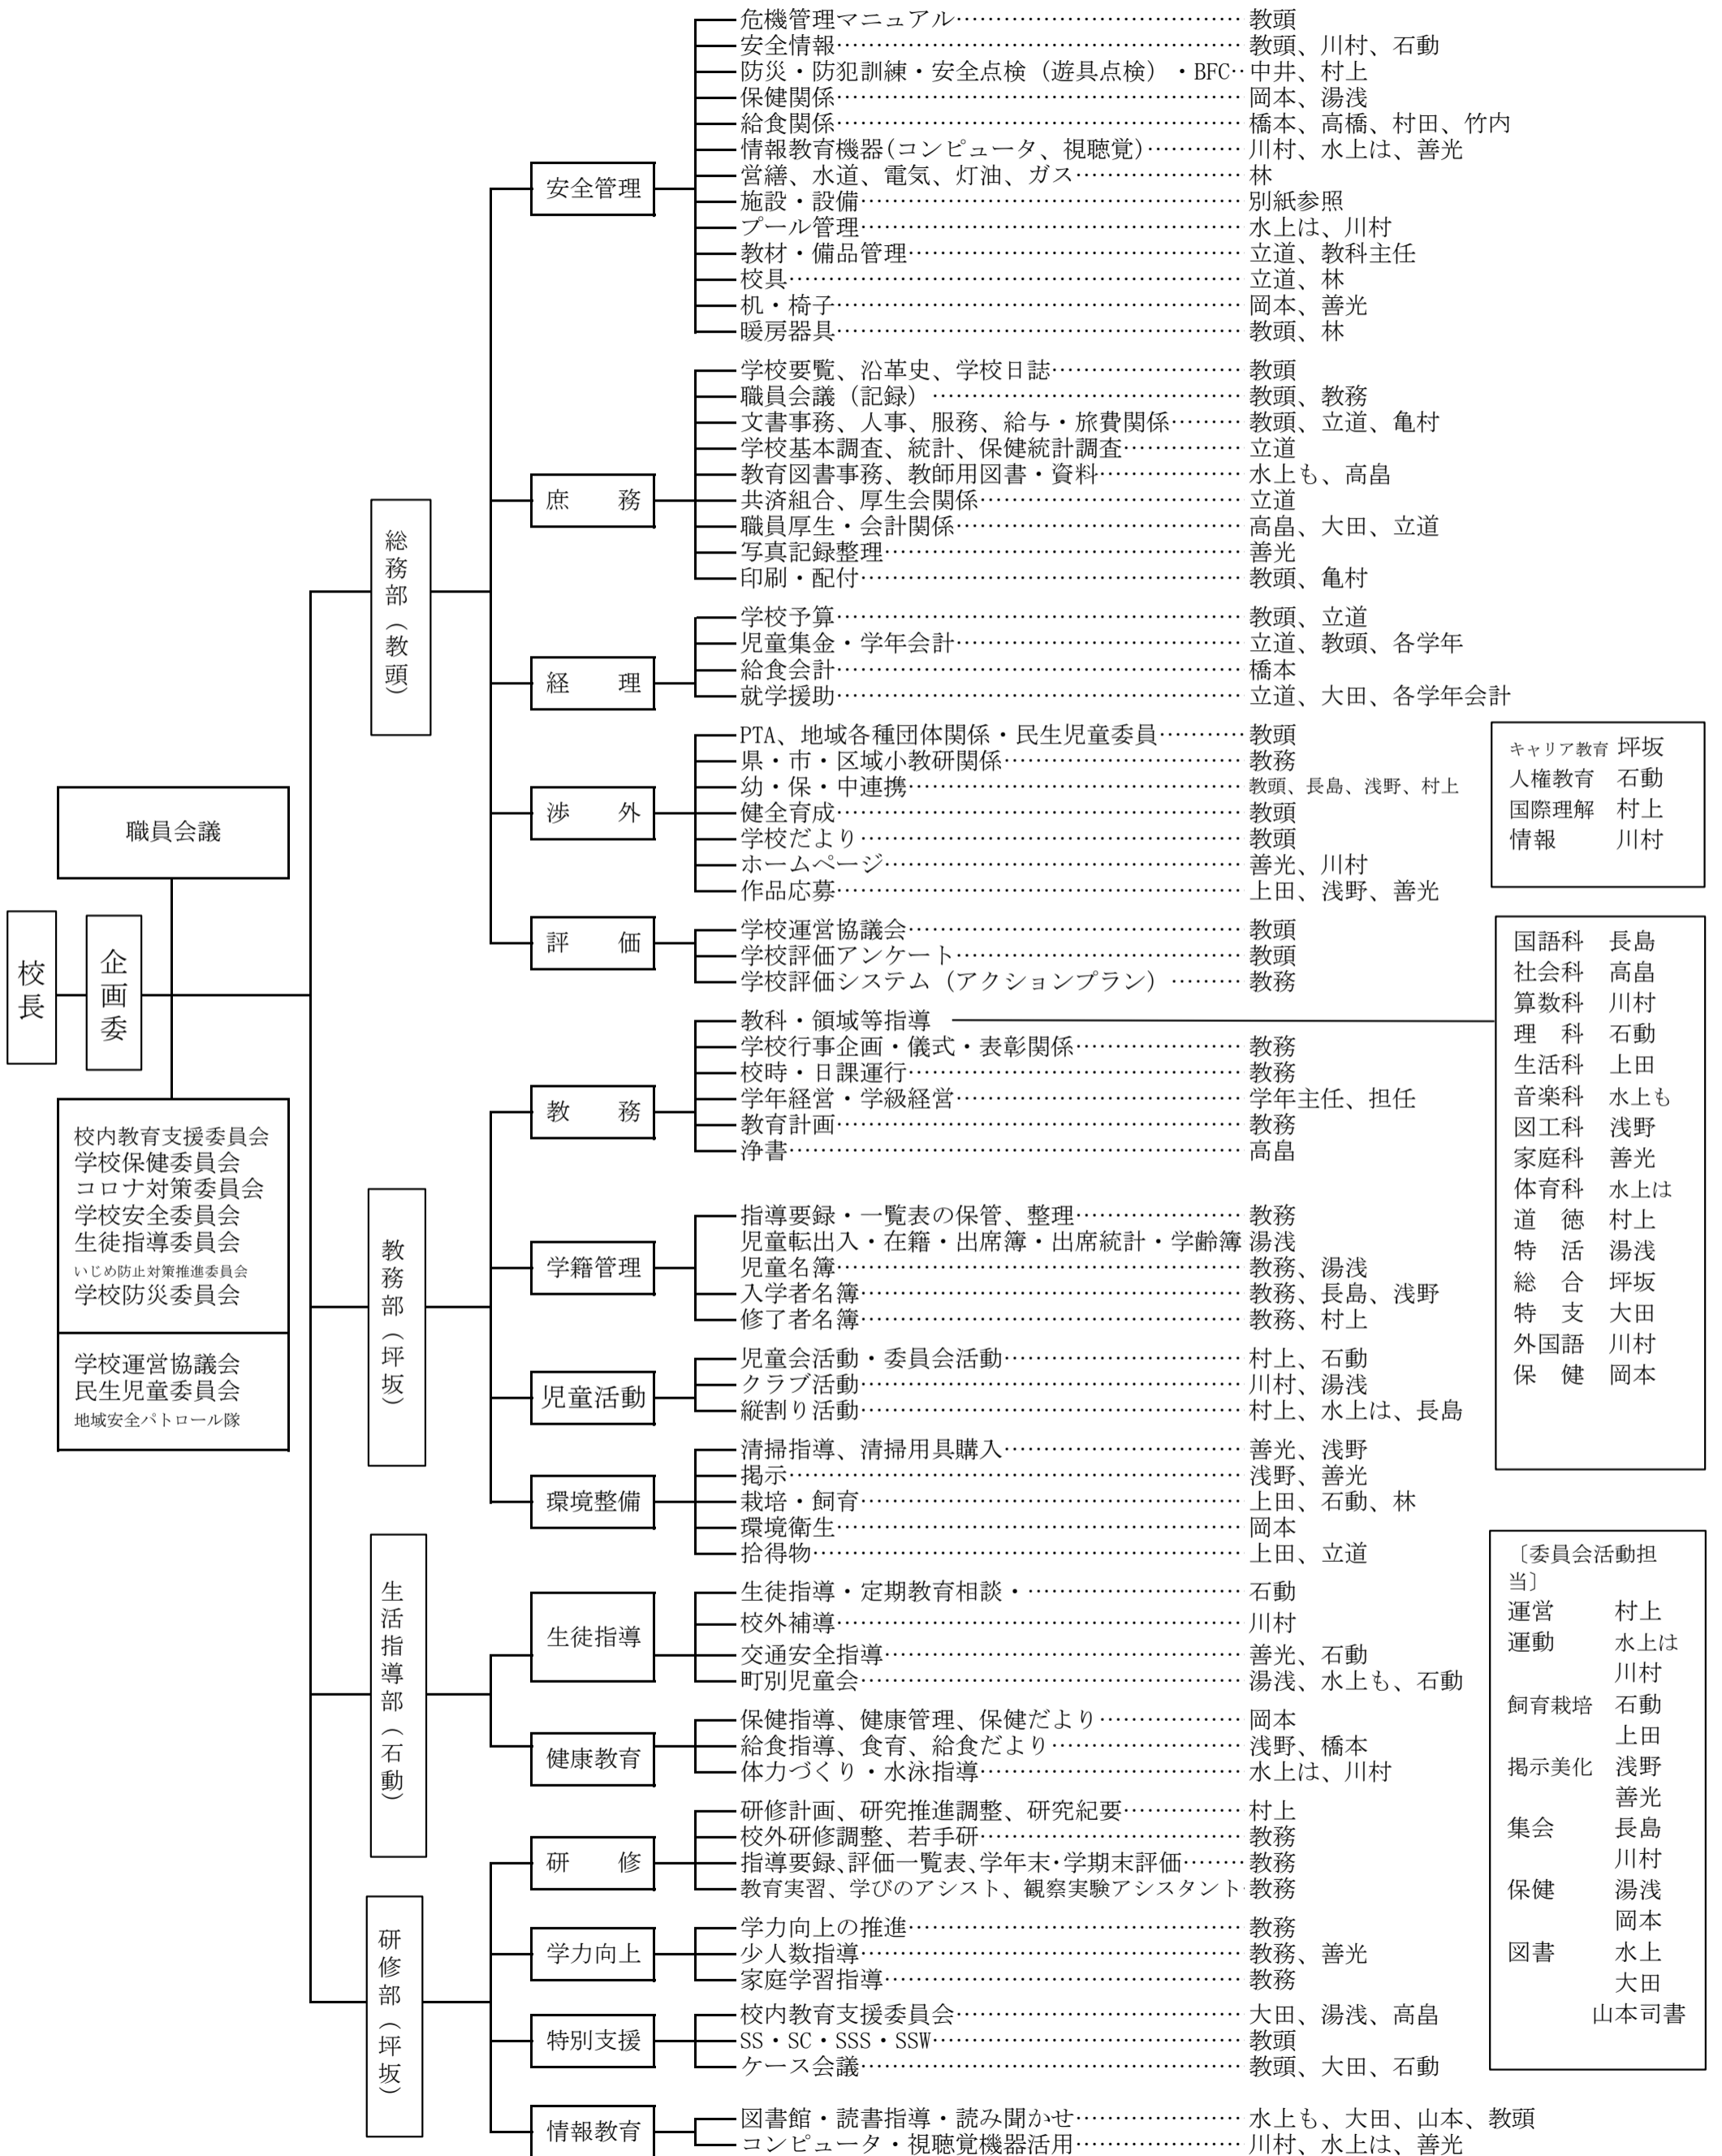 校長
企画委
職員会議
校内教育支援委員会
学校保健委員会
コロナ対策委員会
学校安全委員会
生徒指導委員会
いじめ防止対策推進委員会
学校防災委員会
学校運営協議会
民生児童委員会
地域安全パトロール隊
総務部（教頭）
安全管理
危機管理マニュアル……………………………… 教頭
安全情報…………………………………………… 教頭、川村、石動
防災・防犯訓練・安全点検（遊具点検）・BFC‥ 中井、村上
保健関係…………………………………………… 岡本、湯浅
給食関係…………………………………………… 橋本、高橋、村田、竹内
情報教育機器(コンピュータ、視聴覚)………… 川村、水上は、善光
営繕、水道、電気、灯油、ガス………………… 林
施設・設備………………………………………… 別紙参照
プール管理………………………………………… 水上は、川村
教材・備品管理…………………………………… 立道、教科主任
校具………………………………………………… 立道、林
机・椅子…………………………………………… 岡本、善光
暖房器具…………………………………………… 教頭、林
庶　務
学校要覧、沿革史、学校日誌…………………… 教頭
職員会議（記録）………………………………… 教頭、教務
文書事務、人事、服務、給与・旅費関係……… 教頭、立道、亀村
学校基本調査、統計、保健統計調査…………… 立道
教育図書事務、教師用図書・資料……………… 水上も、高畠
共済組合、厚生会関係…………………………… 立道
職員厚生・会計関係……………………………… 高畠、大田、立道
写真記録整理……………………………………… 善光
印刷・配付………………………………………… 教頭、亀村
経　理
学校予算…………………………………………… 教頭、立道
児童集金・学年会計……………………………… 立道、教頭、各学年
給食会計…………………………………………… 橋本
就学援助…………………………………………… 立道、大田、各学年会計
渉　外
PTA、地域各種団体関係・民生児童委員………… 教頭
県・市・区域小教研関係………………………… 教務
幼・保・中連携…………………………………… 教頭、長島、浅野、村上
健全育成…………………………………………… 教頭
学校だより………………………………………… 教頭
ホームページ……………………………………… 善光、川村
作品応募…………………………………………… 上田、浅野、善光
評　価
学校運営協議会…………………………………… 教頭
学校評価アンケート……………………………… 教頭
学校評価システム（アクションプラン）……… 教務
教務部（坪坂）
教　務
教科・領域等指導
学校行事企画・儀式・表彰関係………………… 教務
校時・日課運行…………………………………… 教務
学年経営・学級経営……………………………… 学年主任、担任
教育計画…………………………………………… 教務
浄書………………………………………………… 高畠
学籍管理
指導要録・一覧表の保管、整理………………… 教務
児童転出入・在籍・出席簿・出席統計・学齢簿 湯浅
児童名簿…………………………………………… 教務、湯浅
入学者名簿………………………………………… 教務、長島、浅野
修了者名簿………………………………………… 教務、村上
児童活動
児童会活動・委員会活動………………………… 村上、石動
クラブ活動………………………………………… 川村、湯浅
縦割り活動………………………………………… 村上、水上は、長島
環境整備
清掃指導、清掃用具購入………………………… 善光、浅野
掲示………………………………………………… 浅野、善光
栽培・飼育………………………………………… 上田、石動、林
環境衛生…………………………………………… 岡本
拾得物……………………………………………… 上田、立道
生活指導部（石動）
生徒指導
生徒指導・定期教育相談・……………………… 石動
校外補導…………………………………………… 川村
交通安全指導……………………………………… 善光、石動
町別児童会………………………………………… 湯浅、水上も、石動
健康教育
保健指導、健康管理、保健だより……………… 岡本
給食指導、食育、給食だより…………………… 浅野、橋本
体力づくり・水泳指導…………………………… 水上は、川村
研修部（坪坂）
研　修
研修計画、研究推進調整、研究紀要…………… 村上
校外研修調整、若手研…………………………… 教務
指導要録、評価一覧表、学年末・学期末評価…… 教務
教育実習、学びのアシスト、観察実験アシスタント 教務
学力向上
学力向上の推進…………………………………… 教務
少人数指導………………………………………… 教務、善光
家庭学習指導……………………………………… 教務
特別支援
校内教育支援委員会……………………………… 大田、湯浅、高畠
SS・SC・SSS・SSW………………………………… 教頭
ケース会議………………………………………… 教頭、大田、石動
情報教育
図書館・読書指導・読み聞かせ………………… 水上も、大田、山本、教頭
コンピュータ・視聴覚機器活用………………… 川村、水上は、善光
キャリア教育 坪坂
人権教育 石動
国際理解 村上
情報 川村
国語科 長島
社会科 高畠
算数科 川村
理　科 石動
生活科 上田
音楽科 水上も
図工科 浅野
家庭科 善光
体育科 水上は
道　徳 村上
特　活 湯浅
総　合 坪坂
特　支 大田
外国語 川村
保　健 岡本
〔委員会活動担
当〕
運営 村上
運動 水上は
川村
飼育栽培 石動
上田
掲示美化 浅野
善光
集会 長島
川村
保健 湯浅
岡本
図書 水上
大田
山本司書